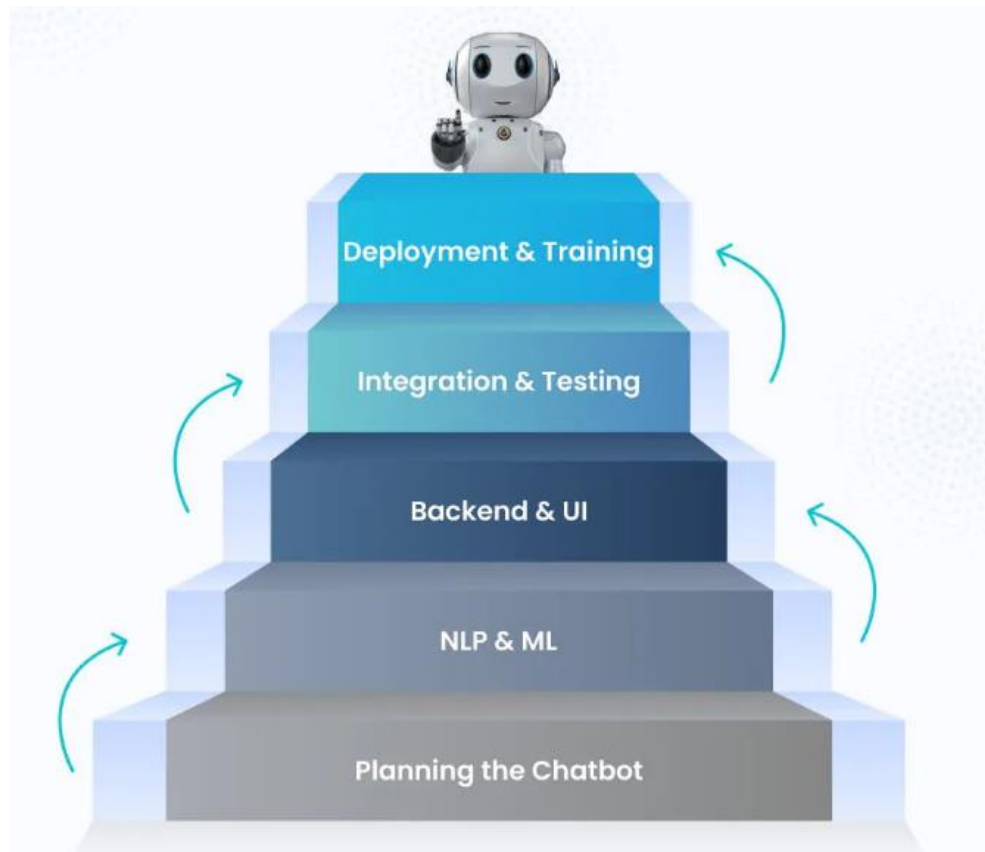 Deployment & Training
Integration & Testing
Backend & UI
NLP & ML
Planning the Chatbot